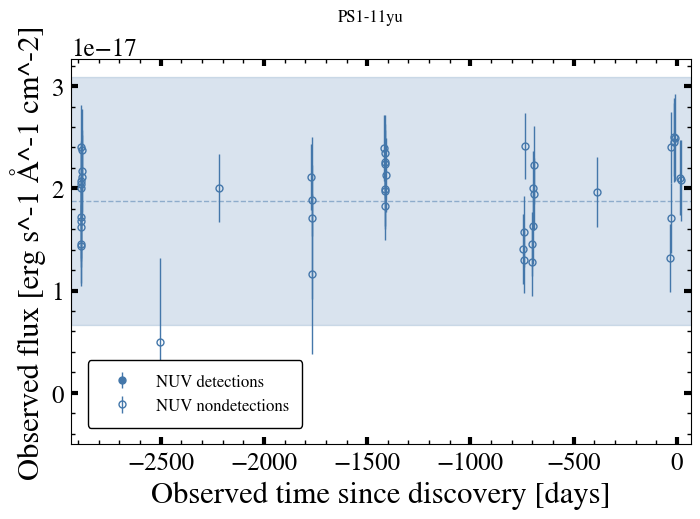 PS1-11yu
1e−17
Observed flux [erg s^-1 Å^-1 cm^-2]
3
2
1
0
NUV detections
NUV nondetections
−2500 −2000 −1500 −1000 −500 0
Observed time since discovery [days]